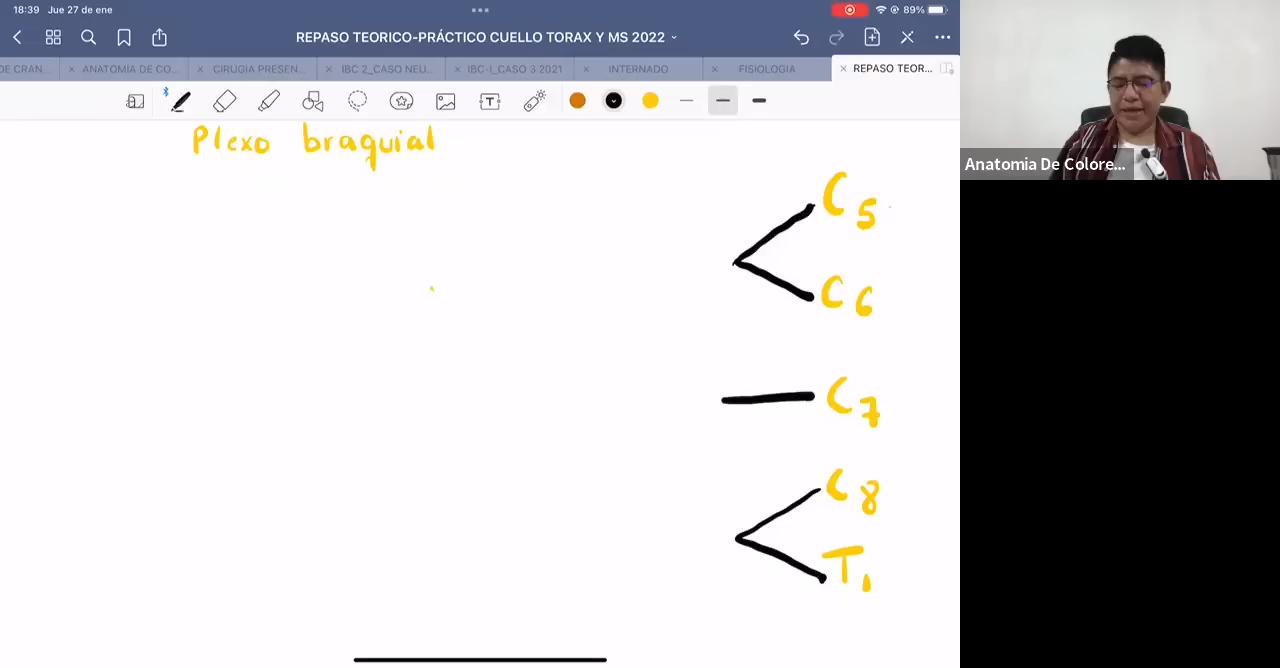 18:39 Jue 27 de ene
89%
REPASO TEORICO-PRÁCTICO CUELLO TORAX Y MS 2022
DE CRAN...
ANATOMIA DE CO...
CIRUGIA PRESEN...
IBC 2_CASO NEU...
IBC-I_CASO 3 2021
INTERNADO
FISIOLOGIA
REPASO TEOR...
Plexo braquial
C5
C6
C7
C8
T1
Anatomia De Colore...